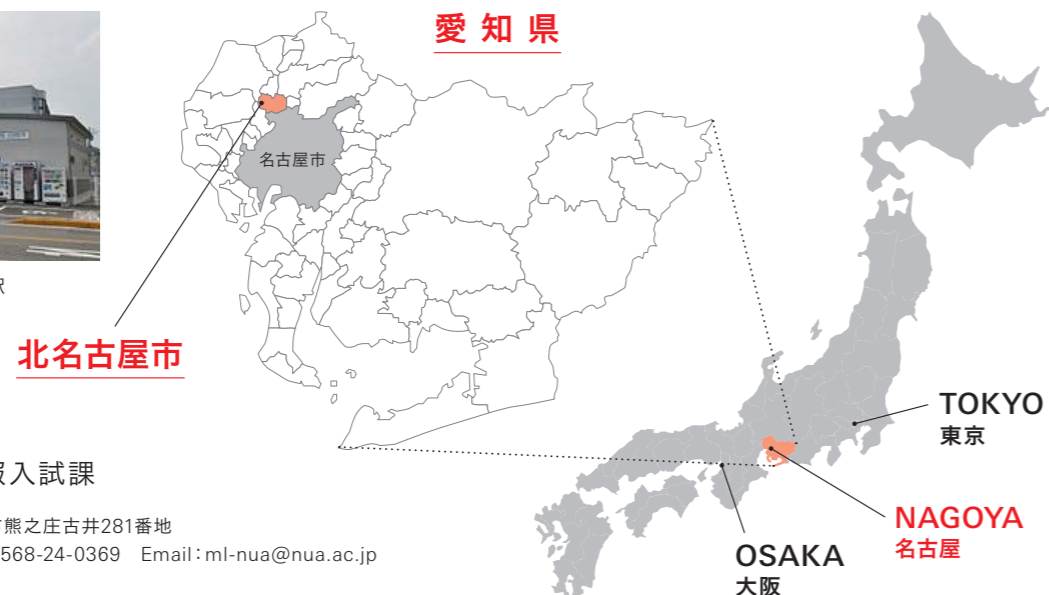 愛知県
名古屋市
駅
北名古屋市
TOKYO
東京
NAGOYA
名古屋
OSAKA
大阪
報入試課
熊之庄古井281番地
568-24-0369 Email:ml-nua@nua.ac.jp